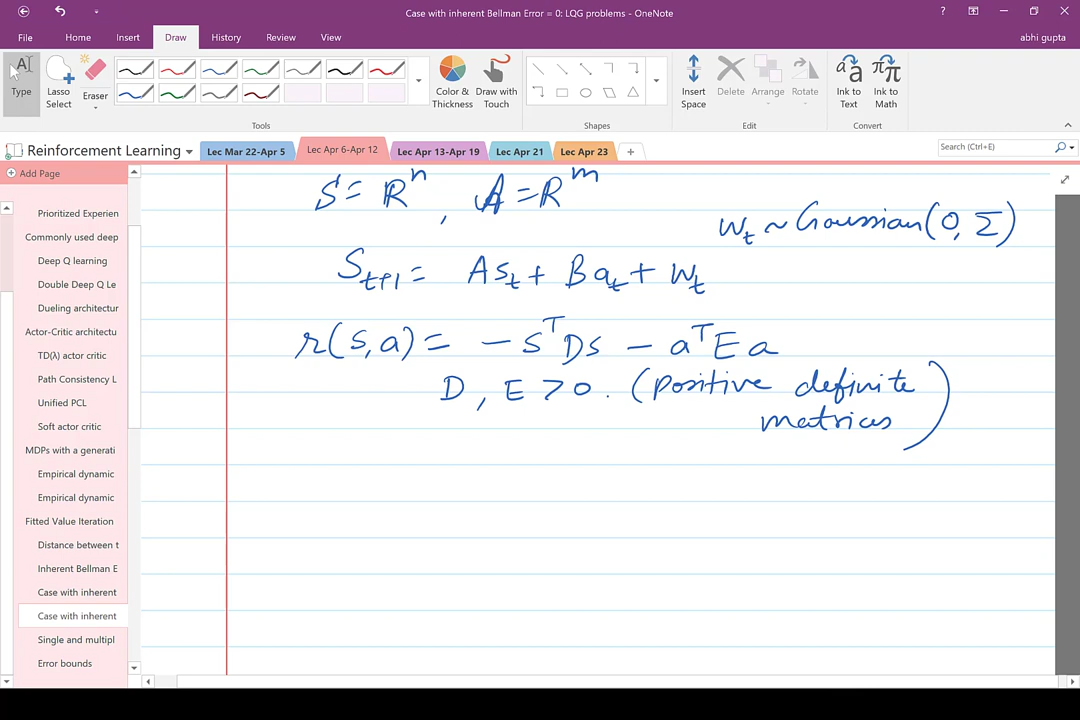 Case with inherent Bellman Error = 0: LQG problems - OneNote
File Home Insert Draw History Review View
abhi gupta
Type
Lasso Select
Eraser
Color & Thickness
Draw with Touch
Insert Space
Delete
Arrange
Rotate
Ink to Text
Ink to Math
Tools
Shapes
Edit
Convert
Reinforcement Learning
Lec Mar 22-Apr 5
Lec Apr 6-Apr 12
Lec Apr 13-Apr 19
Lec Apr 21
Lec Apr 23
Search (Ctrl+E)
Add Page
Prioritized Experien
Commonly used deep
Deep Q learning
Double Deep Q Le
Dueling architectur
Actor-Critic architectu
TD(λ) actor critic
Path Consistency L
Unified PCL
Soft actor critic
MDPs with a generati
Empirical dynamic
Empirical dynamic
Fitted Value Iteration
Distance between t
Inherent Bellman E
Case with inherent
Case with inherent
Single and multipl
Error bounds
S = R^n, A = R^m
w_t ~ Gaussian(0, Σ)
S_{t+1} = A s_t + B a_t + w_t
r(s,a) = - s^T D s - a^T E a
D, E > 0. (positive definite
matrices)